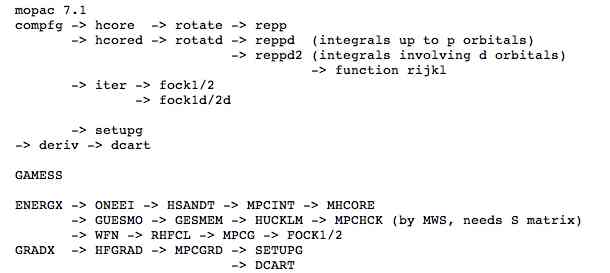 mopac 7.1
compfg -> hcore -> rotate -> repp
-> hcored -> rotatd -> reppd (integrals up to p orbitals)
-> reppd2 (integrals involving d orbitals)
-> function rijkl
-> iter -> fock1/2
-> fock1d/2d
-> setupg
-> deriv -> dcart
GAMESS
ENERGX -> ONEEI -> HSANDT -> MPCINT -> MHCORE
-> GUESMO -> GESMEM -> HUCKLM -> MPCHCK (by MWS, needs S matrix)
-> WFN -> RHFCL -> MPCG -> FOCK1/2
GRADX -> HFGRAD -> MPCGRD -> SETUPG
-> DCART